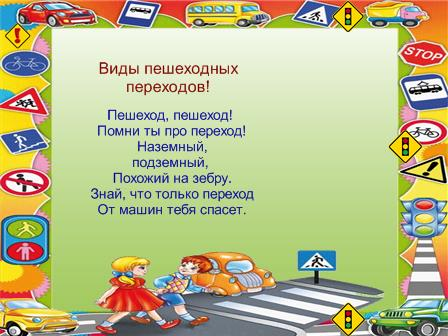 STOP
Виды пешеходных
переходов!
Пешеход, пешеход!
Помни ты про переход!
Наземный,
подземный,
Похожий на зебру.
Знай, что только переход
От машин тебя спасет.